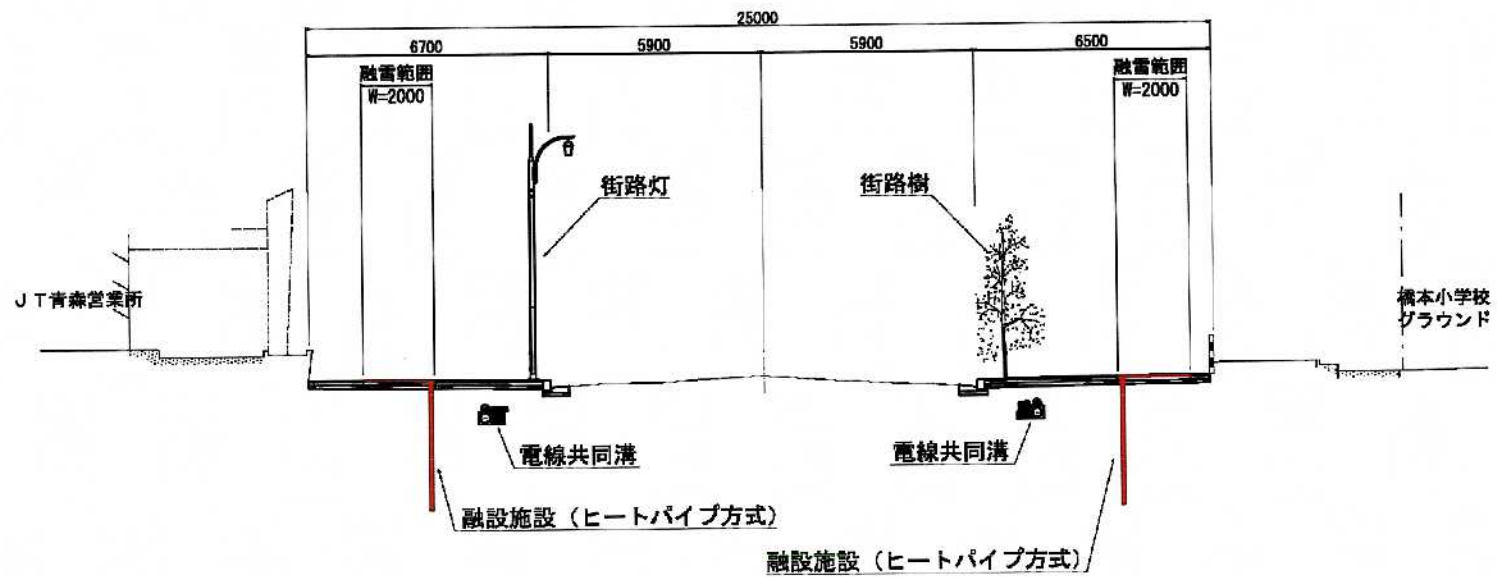 25000
6700
5900
5900
6500
融雪範囲
W=2000
融雪範囲
W=2000
街路灯
街路樹
JT青森営業所
橋本小学校
グラウンド
電線共同溝
電線共同溝
融設施設（ヒートパイプ方式）
融設施設（ヒートパイプ方式）